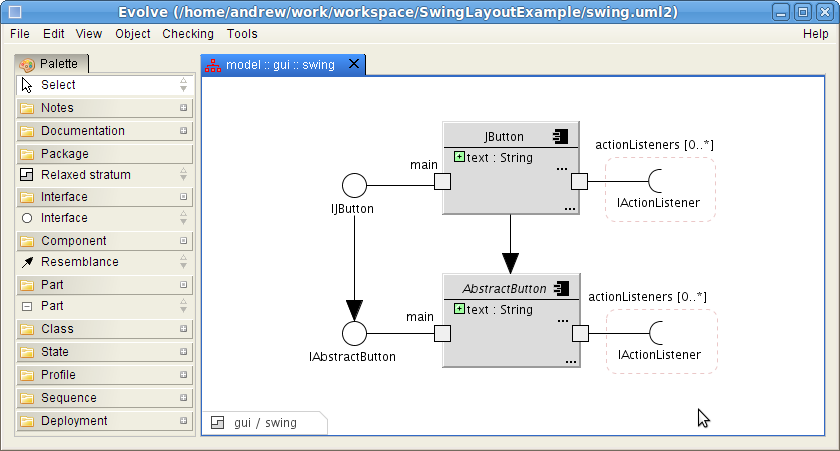 Evolve (/home/andrew/work/workspace/SwingLayoutExample/swing.uml2)
File Edit View Object Checking Tools Help
Palette
Select
Notes
Documentation
Package
Relaxed stratum
Interface
Interface
Component
Resemblance
Part
Part
Class
State
Profile
Sequence
Deployment
model :: gui :: swing
JButton
text : String
...
...
main
IJButton
actionListeners [0..*]
IActionListener
AbstractButton
text : String
...
...
main
IAbstractButton
actionListeners [0..*]
IActionListener
gui / swing